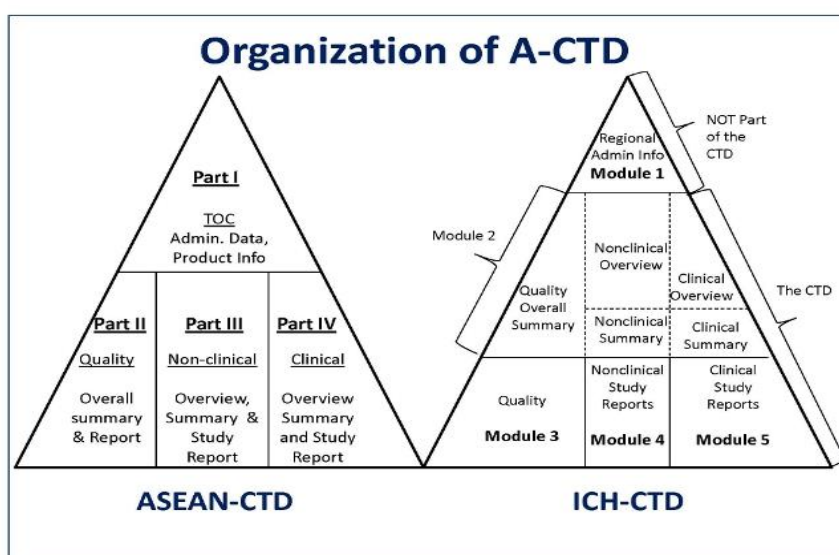 Organization of A-CTD
Part I
TOC
Admin. Data,
Product Info
Part II
Quality
Overall
summary
& Report
Part III
Non-clinical
Overview,
Summary &
Study
Report
Part IV
Clinical
Overview
Summary
and Study
Report
ASEAN-CTD
Regional
Admin Info
Module 1
NOT Part
of the
CTD
Module 2
Quality
Overall
Summary
Nonclinical
Overview
Nonclinical
Summary
Clinical
Overview
Clinical
Summary
The CTD
Quality
Module 3
Nonclinical
Study
Reports
Module 4
Clinical
Study
Reports
Module 5
ICH-CTD